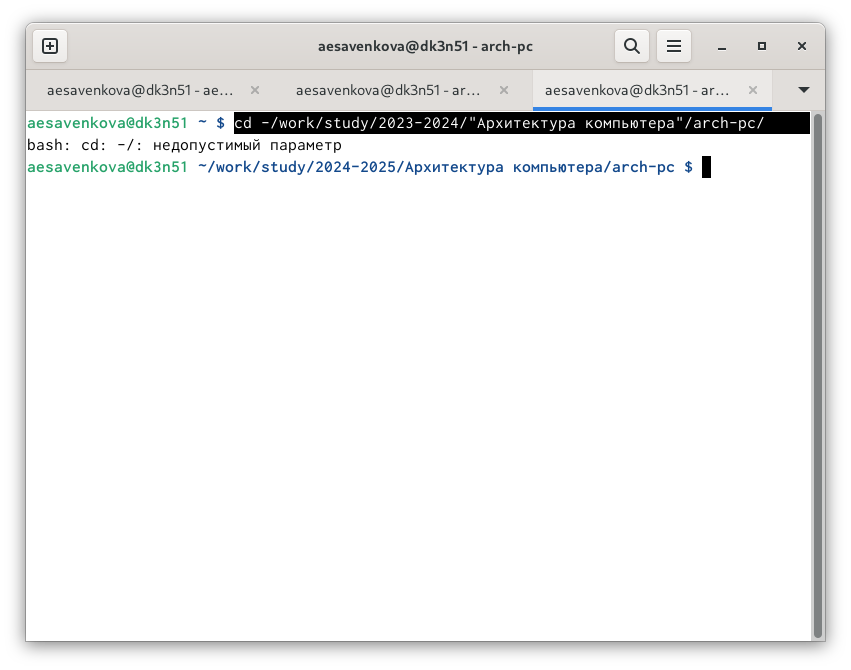 aesavenkova@dk3n51 - arch-pc
aesavenkova@dk3n51 - ae...
aesavenkova@dk3n51 - ar...
aesavenkova@dk3n51 - ar...
aesavenkova@dk3n51 ~ $ cd -/work/study/2023-2024/"Архитектура компьютера"/arch-pc/
bash: cd: -/: недопустимый параметр
aesavenkova@dk3n51 ~/work/study/2024-2025/Архитектура компьютера/arch-pc $